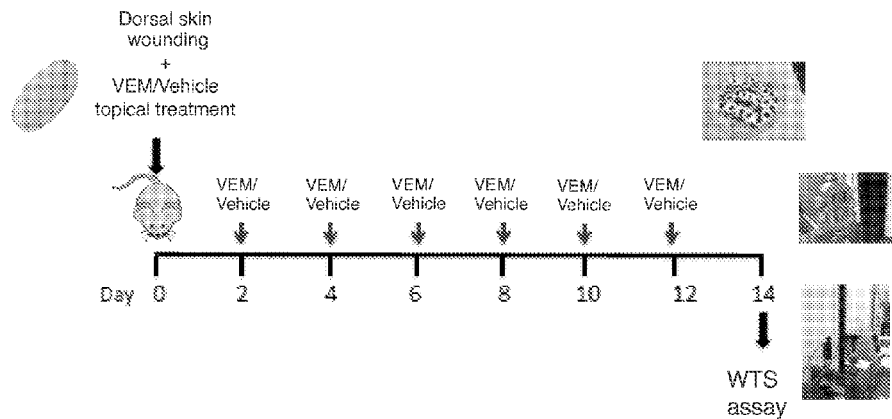 Dorsal skin
wounding
+
VEM/Vehicle
topical treatment
VEM/ VEM/ VEM/ VEM/ VEM/ VEM/
Vehicle Vehicle Vehicle Vehicle Vehicle Vehicle
Day 0 2 4 6 8 10 12 14
WTS
assay